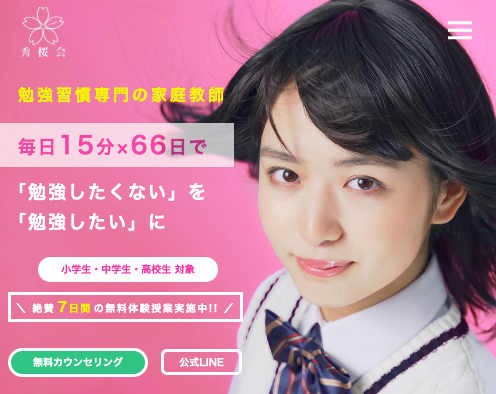 秀桜会
勉強習慣専門の家庭教師
毎日15分×66日で
「勉強したくない」を
「勉強したい」に
小学生・中学生・高校生 対象
＼ 絶賛 7日間 の無料体験授業実施中!! ／
無料カウンセリング
公式LINE